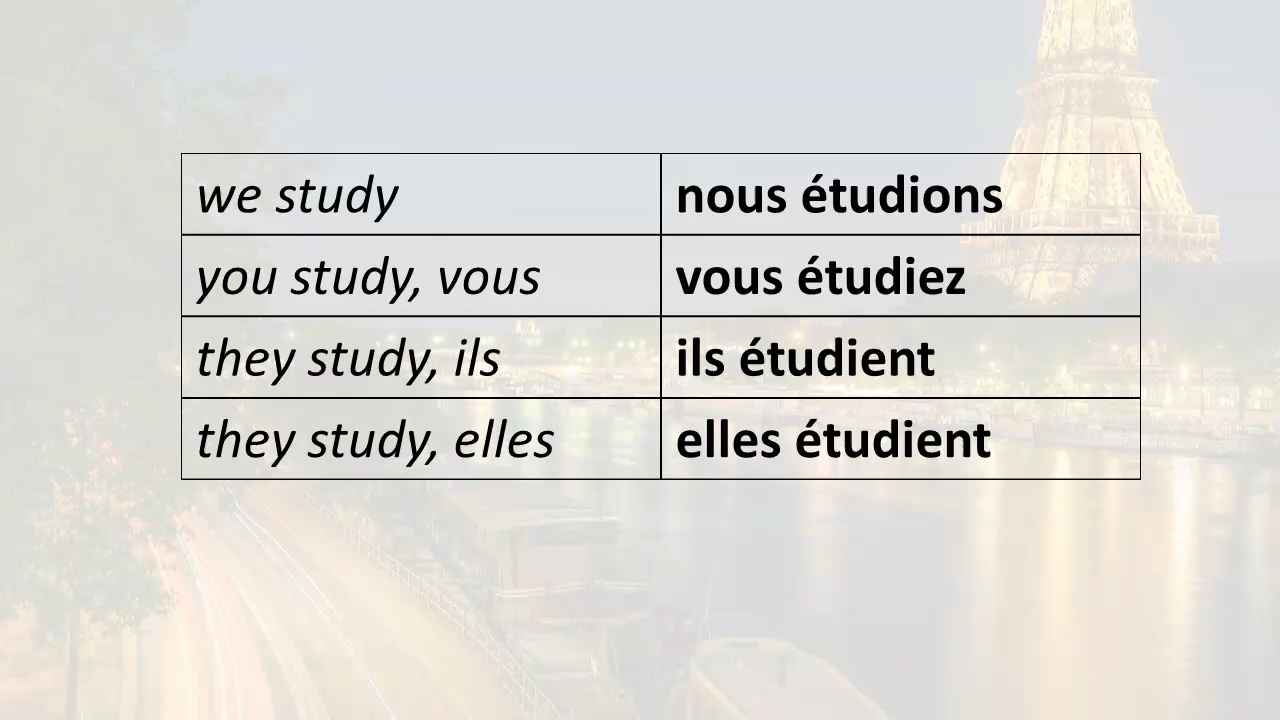 we study nous étudions
you study, vous vous étudiez
they study, ils ils étudient
they study, elles elles étudient